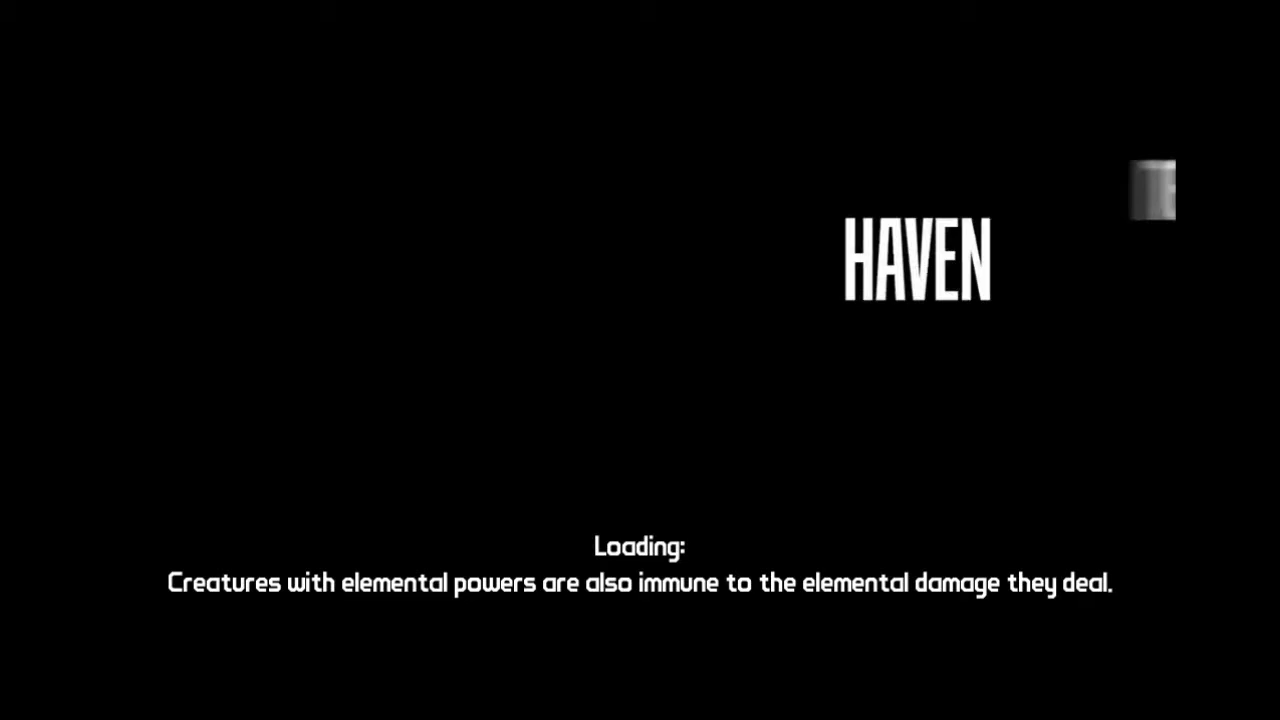 HAVEN
Loading:
Creatures with elemental powers are also immune to the elemental damage they deal.